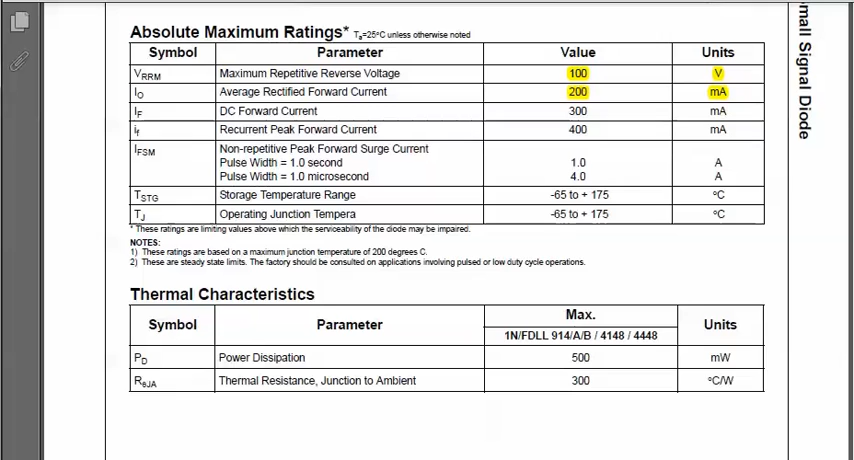 Absolute Maximum Ratings* Ta=25°C unless otherwise noted
Symbol Parameter Value Units
VRRM Maximum Repetitive Reverse Voltage 100 V
IO Average Rectified Forward Current 200 mA
IF DC Forward Current 300 mA
if Recurrent Peak Forward Current 400 mA
IFSM Non-repetitive Peak Forward Surge Current
Pulse Width = 1.0 second 1.0 A
Pulse Width = 1.0 microsecond 4.0 A
TSTG Storage Temperature Range -65 to + 175 °C
TJ Operating Junction Tempera -65 to + 175 °C
* These ratings are limiting values above which the serviceability of the diode may be impaired.
NOTES:
1) These ratings are based on a maximum junction temperature of 200 degrees C.
2) These are steady state limits. The factory should be consulted on applications involving pulsed or low duty cycle operations.
Thermal Characteristics
Symbol Parameter Max. Units
1N/FDLL 914/A/B / 4148 / 4448
PD Power Dissipation 500 mW
RθJA Thermal Resistance, Junction to Ambient 300 °C/W
mall Signal Diode